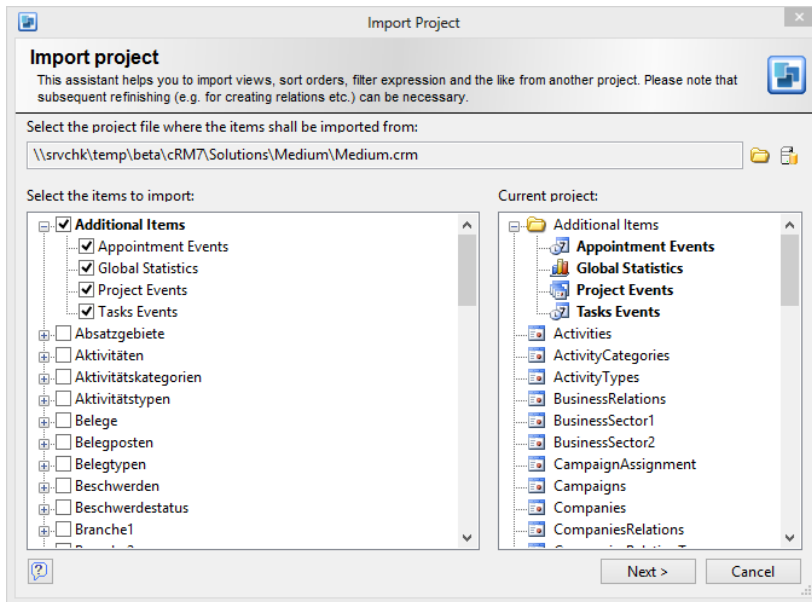 Import Project
Import project
This assistant helps you to import views, sort orders, filter expression and the like from another project. Please note that
subsequent refinishing (e.g. for creating relations etc.) can be necessary.
Select the project file where the items shall be imported from:
\\srvchk\temp\beta\cRM7\Solutions\Medium\Medium.crm
Select the items to import:
Additional Items
Appointment Events
Global Statistics
Project Events
Tasks Events
Absatzgebiete
Aktivitäten
Aktivitätskategorien
Aktivitätstypen
Belege
Belegposten
Belegtypen
Beschwerden
Beschwerdestatus
Branche1
Current project:
Additional Items
Appointment Events
Global Statistics
Project Events
Tasks Events
Activities
ActivityCategories
ActivityTypes
BusinessRelations
BusinessSector1
BusinessSector2
CampaignAssignment
Campaigns
Companies
CompaniesRelations
Next >
Cancel